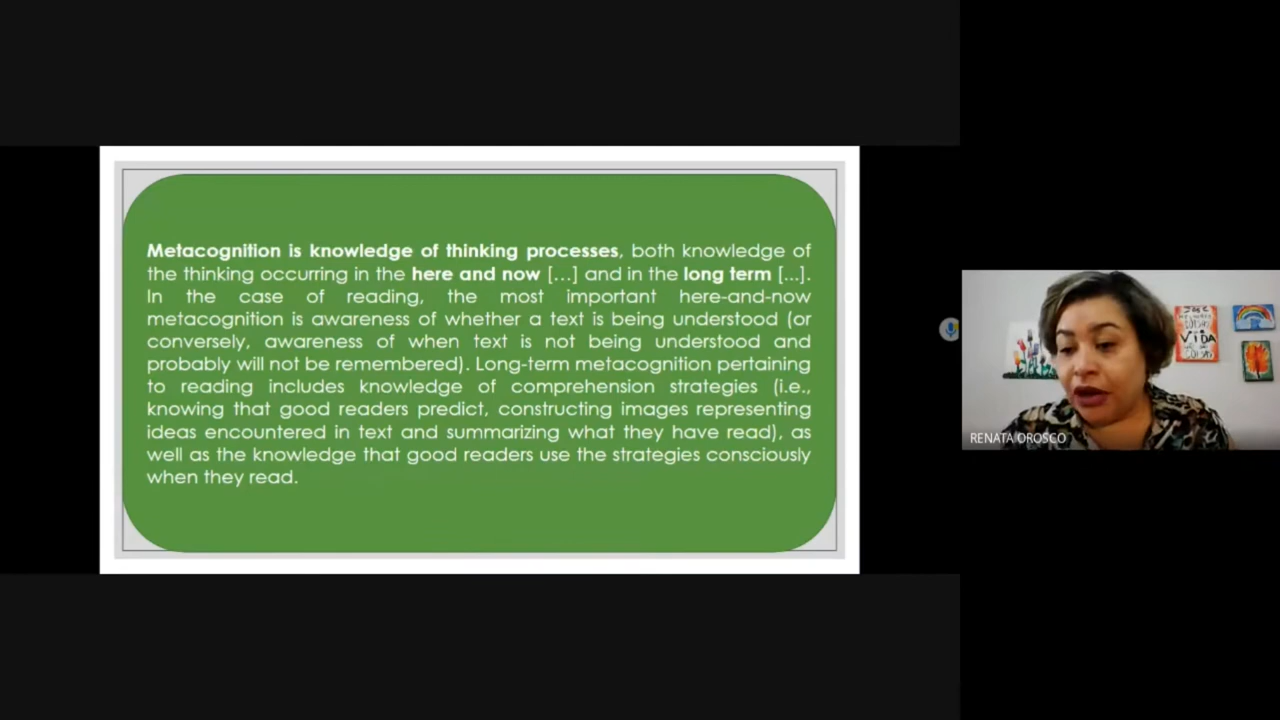 Metacognition is knowledge of thinking processes, both knowledge of
the thinking occurring in the here and now [...] and in the long term [...].
In the case of reading, the most important here-and-now
metacognition is awareness of whether a text is being understood (or
conversely, awareness of when text is not being understood and
probably will not be remembered). Long-term metacognition pertaining
to reading includes knowledge of comprehension strategies (i.e.,
knowing that good readers predict, constructing images representing
ideas encountered in text and summarizing what they have read), as
well as the knowledge that good readers use the strategies consciously
when they read.
VIDA
RENATA OROSCO